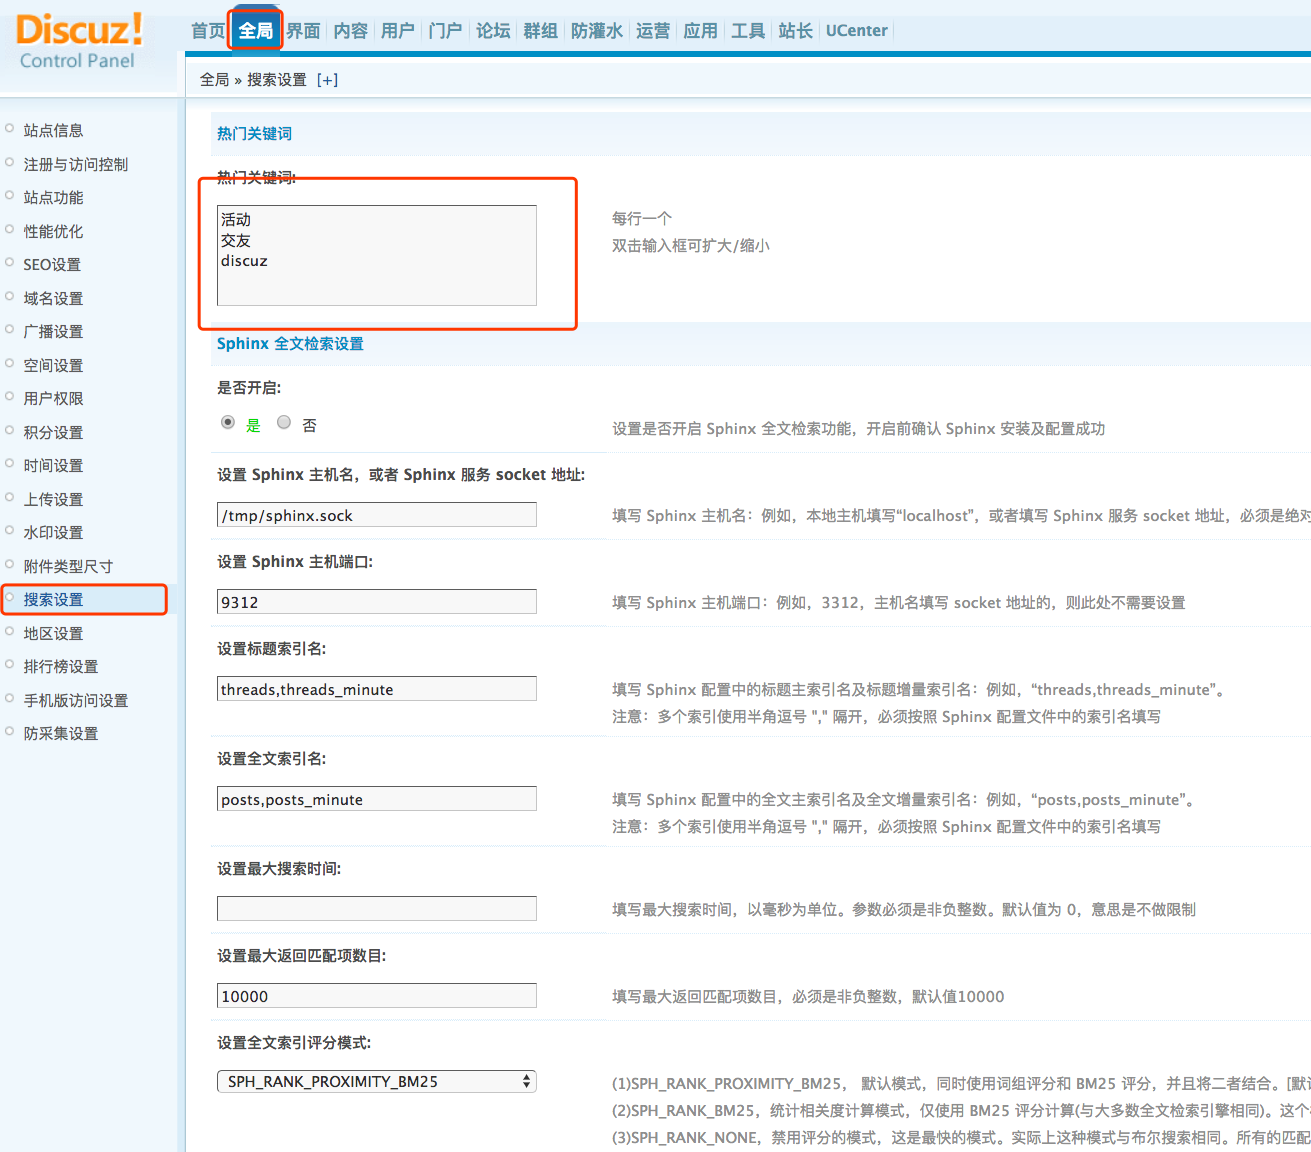 Discuz!
Control Panel
首页 全局 界面 内容 用户 门户 论坛 群组 防灌水 运营 应用 工具 站长 UCenter
全局 » 搜索设置 [+]
站点信息
注册与访问控制
站点功能
性能优化
SEO设置
域名设置
广播设置
空间设置
用户权限
积分设置
时间设置
上传设置
水印设置
附件类型尺寸
搜索设置
地区设置
排行榜设置
手机版访问设置
防采集设置
热门关键词
热门关键词:
活动
交友
discuz
每行一个
双击输入框可扩大/缩小
Sphinx 全文检索设置
是否开启:
是 否
设置是否开启 Sphinx 全文检索功能，开启前确认 Sphinx 安装及配置成功
设置 Sphinx 主机名，或者 Sphinx 服务 socket 地址:
/tmp/sphinx.sock
填写 Sphinx 主机名：例如，本地主机填写“localhost”，或者填写 Sphinx 服务 socket 地址，必须是绝对
设置 Sphinx 主机端口:
9312
填写 Sphinx 主机端口：例如，3312，主机名填写 socket 地址的，则此处不需要设置
设置标题索引名:
threads,threads_minute
填写 Sphinx 配置中的标题主索引名及标题增量索引名：例如，“threads,threads_minute”。
注意：多个索引使用半角逗号 "," 隔开，必须按照 Sphinx 配置文件中的索引名填写
设置全文索引名:
posts,posts_minute
填写 Sphinx 配置中的全文主索引名及全文增量索引名：例如，“posts,posts_minute”。
注意：多个索引使用半角逗号 "," 隔开，必须按照 Sphinx 配置文件中的索引名填写
设置最大搜索时间:
填写最大搜索时间，以毫秒为单位。参数必须是非负整数。默认值为 0，意思是不做限制
设置最大返回匹配项数目:
10000
填写最大返回匹配项数目，必须是非负整数，默认值10000
设置全文索引评分模式:
SPH_RANK_PROXIMITY_BM25
(1)SPH_RANK_PROXIMITY_BM25， 默认模式，同时使用词组评分和 BM25 评分，并且将二者结合。[默认
(2)SPH_RANK_BM25，统计相关度计算模式，仅使用 BM25 评分计算(与大多数全文检索引擎相同)。这个
(3)SPH_RANK_NONE，禁用评分的模式，这是最快的模式。实际上这种模式与布尔搜索相同。所有的匹配